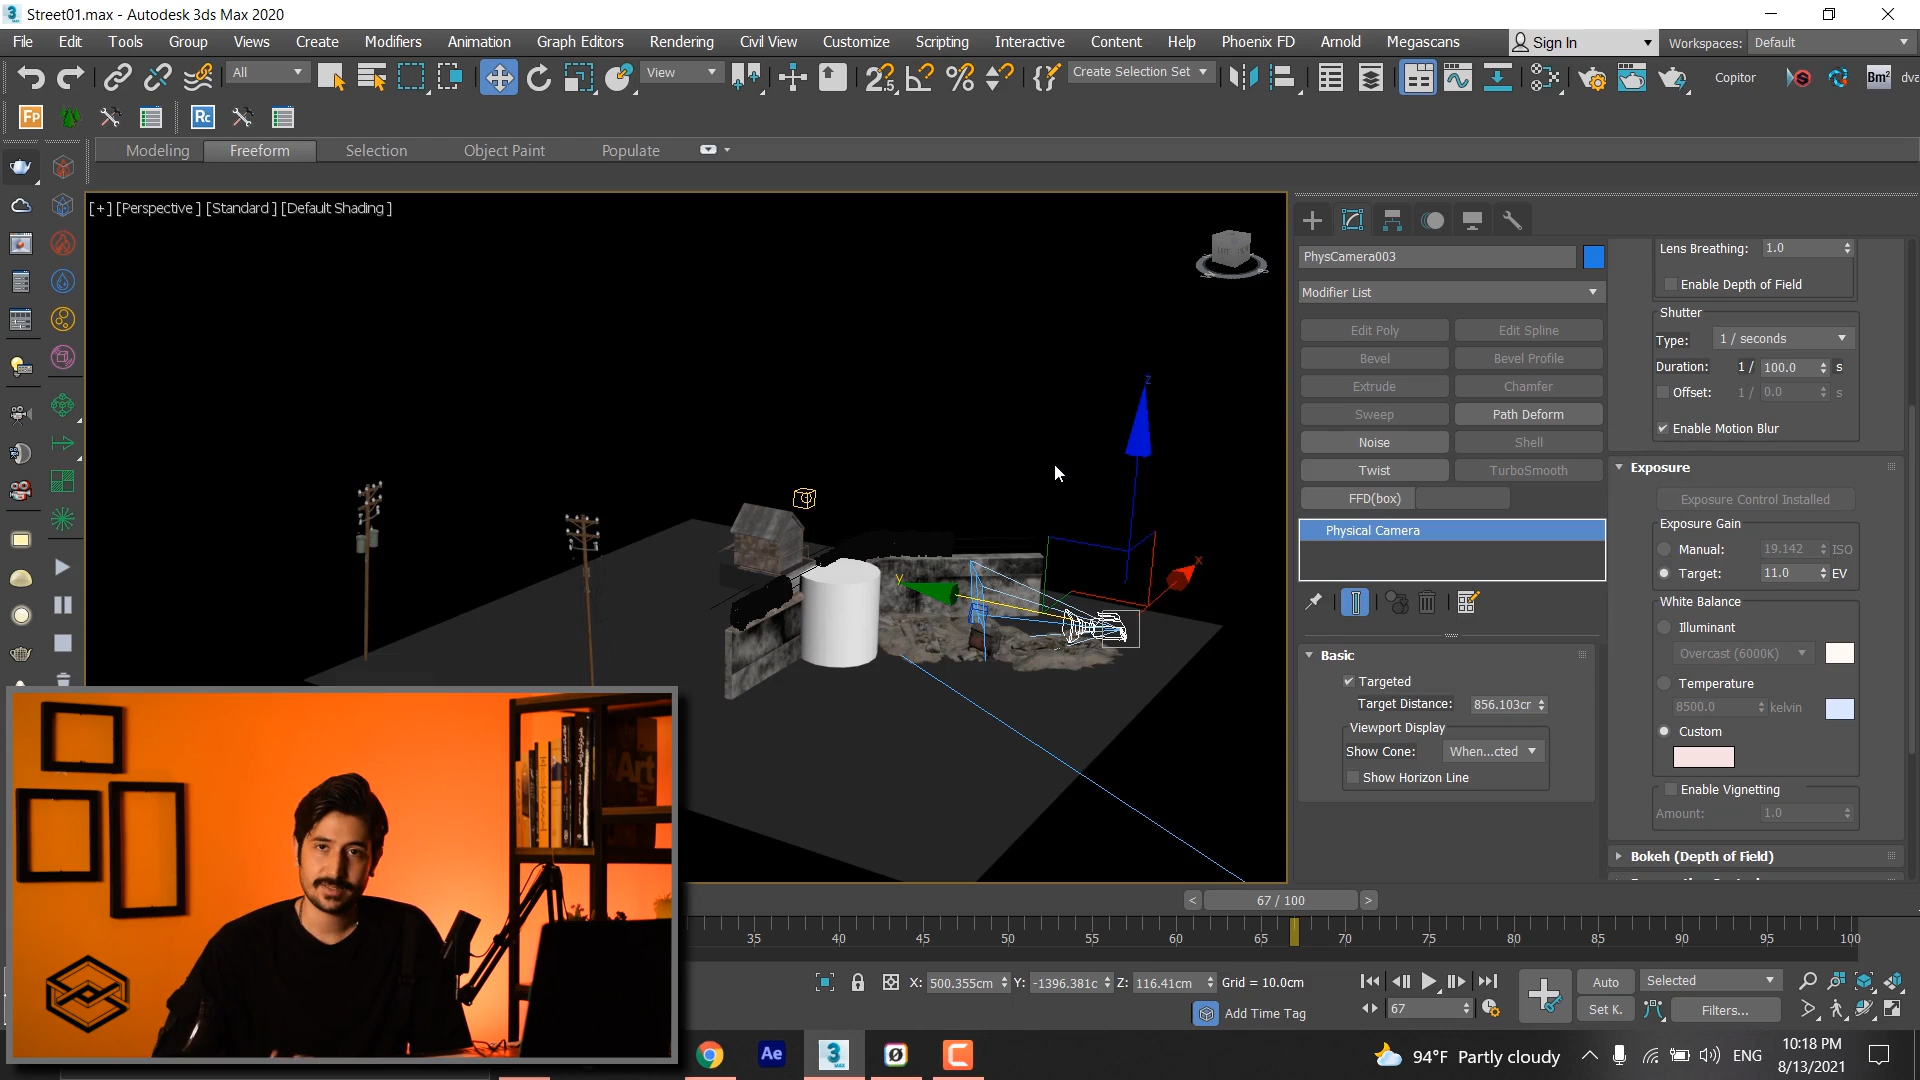 Street01.max - Autodesk 3ds Max 2020
File Edit Tools Group Views Create Modifiers Animation Graph Editors Rendering Civil View Customize Scripting Interactive Content Help Phoenix FD Arnold Megascans Sign In Workspaces: Default
All View Create Selection Set Copitor Bm² dva
Fp Rc
Modeling Freeform Selection Object Paint Populate
[+] [Perspective ] [Standard ] [Default Shading ]
z
x
y
PhysCamera003
Modifier List
Edit Poly Edit Spline
Bevel Bevel Profile
Extrude Chamfer
Sweep Path Deform
Noise Shell
Twist TurboSmooth
FFD(box)
Physical Camera
Basic
Targeted
Target Distance: 856.103cr
Viewport Display
Show Cone: When...cted
Show Horizon Line
Lens Breathing: 1.0
Enable Depth of Field
Shutter
Type: 1 / seconds
Duration: 1 / 100.0 s
Offset: 1 / 0.0 s
Enable Motion Blur
Exposure
Exposure Control Installed
Exposure Gain
Manual: 19.142 ISO
Target: 11.0 EV
White Balance
Illuminant
Overcast (6000K)
Temperature
8500.0 kelvin
Custom
Enable Vignetting
Amount: 1.0
Bokeh (Depth of Field)
< 67 / 100 >
35 40 45 50 55 60 65 70 75 80 85 90 95 100
X: 500.355cm Y: -1396.381c Z: 116.41cm Grid = 10.0cm
Add Time Tag
67
Auto Selected
Set K. Filters...
Art
Ae 3 MAX
94°F Partly cloudy ENG
10:18 PM
8/13/2021